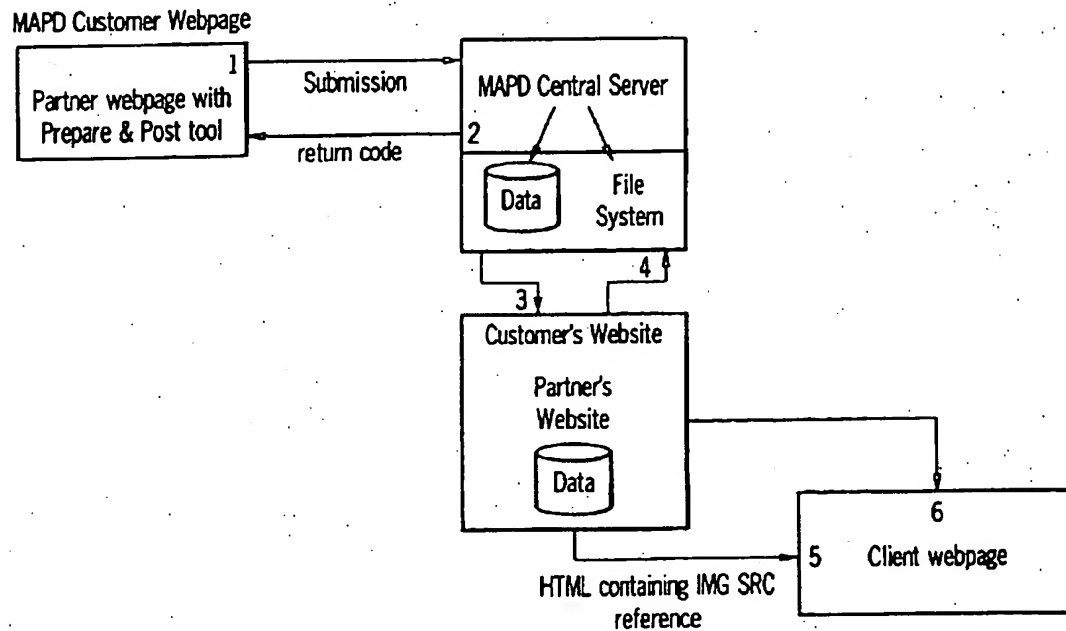 MAPD Customer Webpage
1
Partner webpage with
Prepare & Post tool
Submission
return code
MAPD Central Server
2
Data
File
System
3
4
Customer's Website
Partner's
Website
Data
5
6
Client webpage
HTML containing IMG SRC
reference